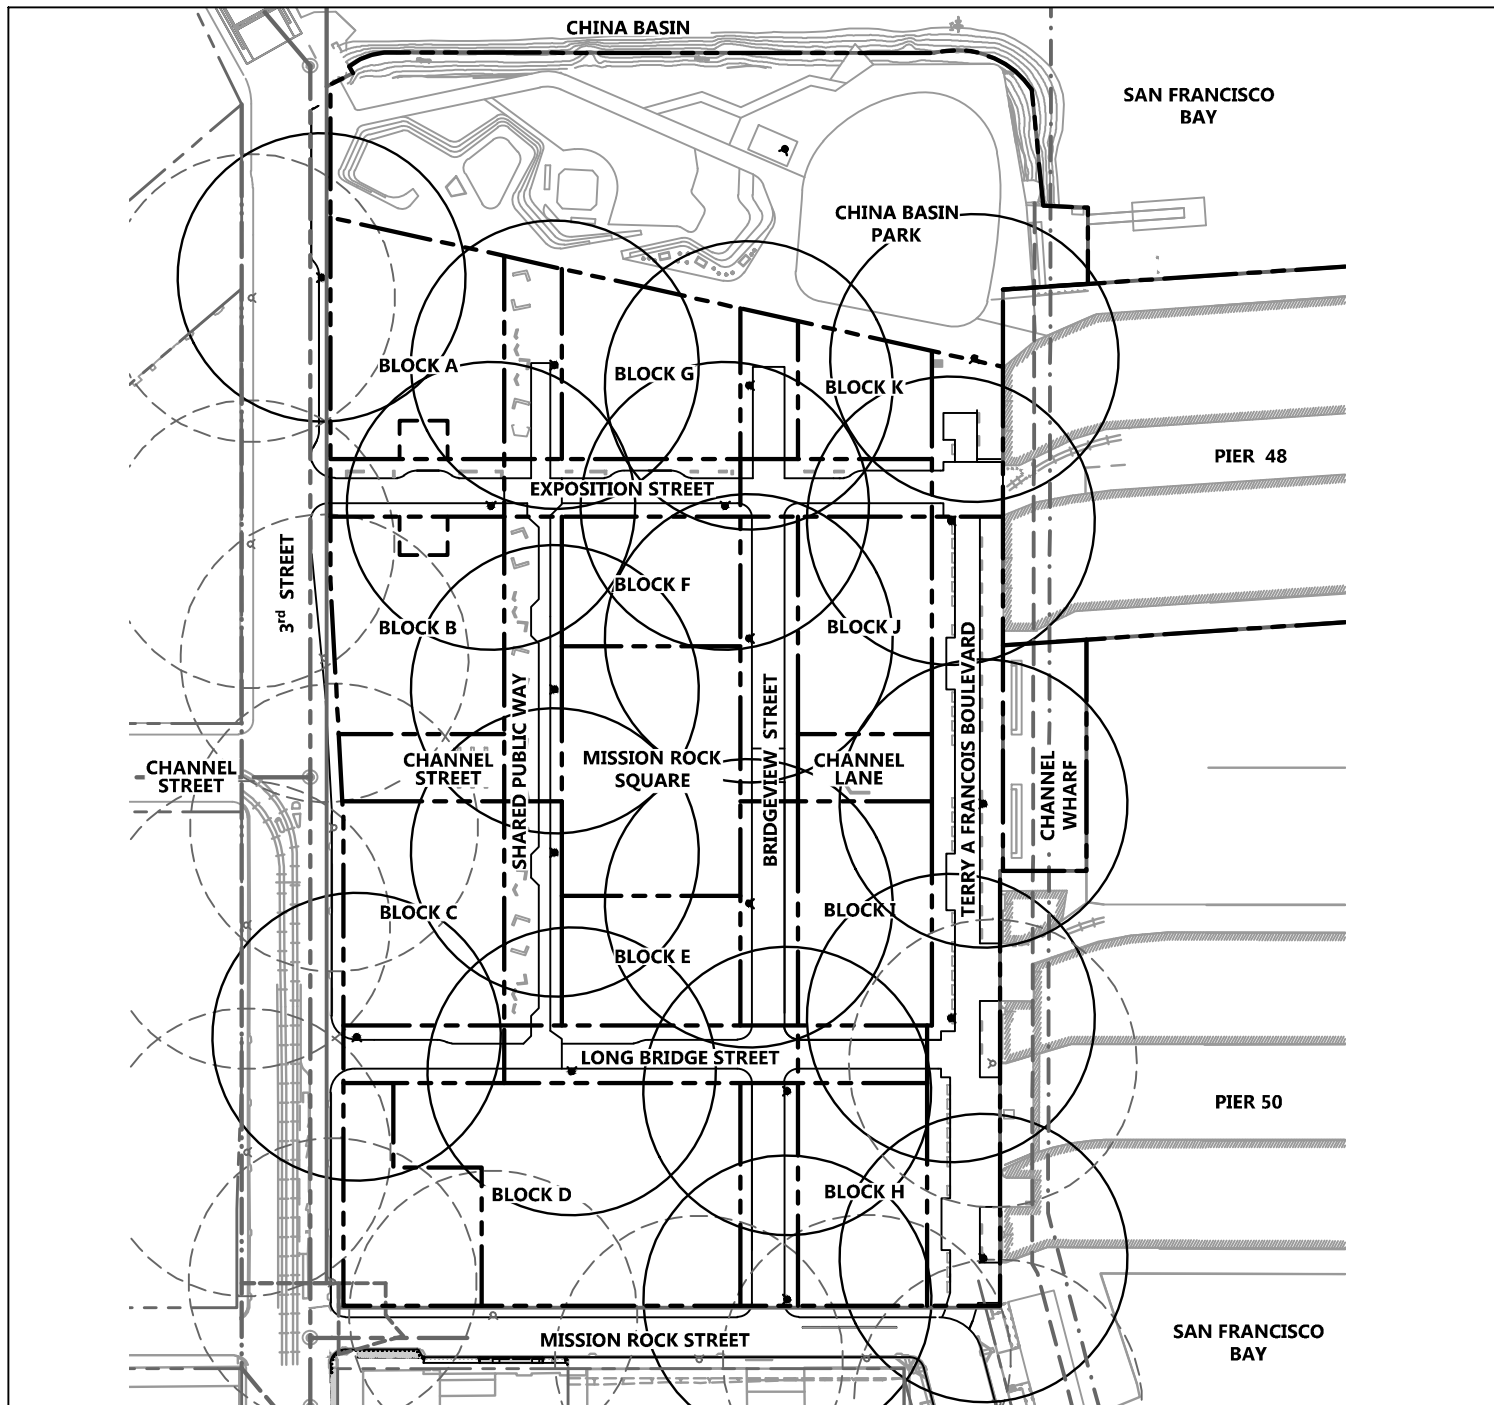 CHINA BASIN
SAN FRANCISCO
BAY
CHINA BASIN
PARK
BLOCK A
BLOCK G
BLOCK K
PIER 48
EXPOSITION STREET
3rd STREET
BLOCK F
BLOCK B
BLOCK J
SHARED PUBLIC WAY
BRIDGEVIEW STREET
TERRY A FRANCOIS BOULEVARD
CHANNEL
STREET
CHANNEL
STREET
MISSION ROCK
SQUARE
CHANNEL
LANE
CHANNEL
WHARF
BLOCK C
BLOCK I
BLOCK E
LONG BRIDGE STREET
PIER 50
BLOCK D
BLOCK H
MISSION ROCK STREET
SAN FRANCISCO
BAY